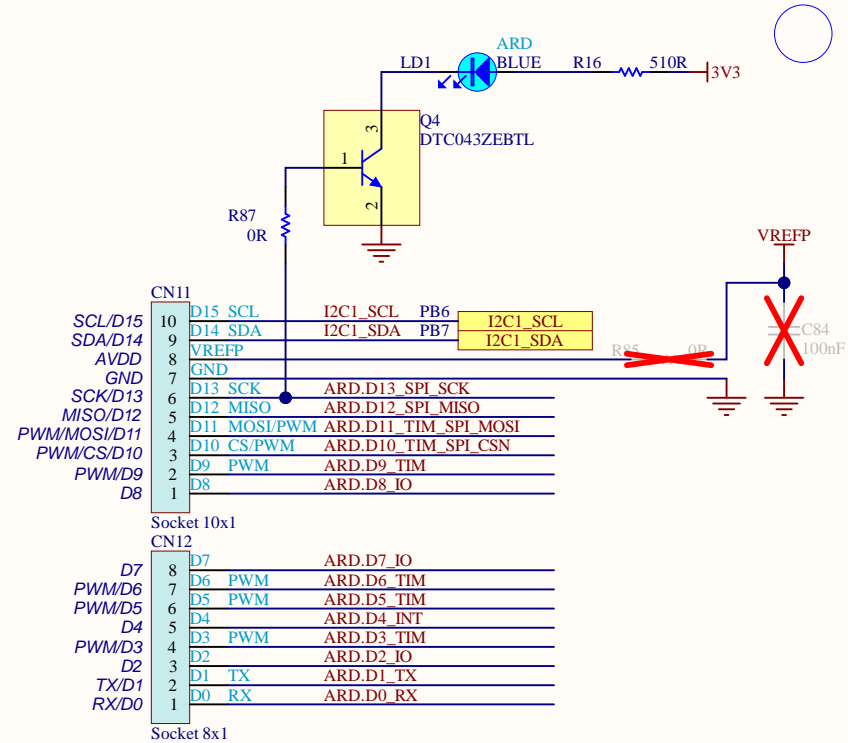 ARD
LD1 BLUE R16 510R 3V3
Q4
DTC043ZEBTL
3
1
2
R87
0R
VREFP
CN11
SCL/D15 10 D15 SCL I2C1_SCL PB6 I2C1_SCL
SDA/D14 9 D14 SDA I2C1_SDA PB7 I2C1_SDA
AVDD 8 VREFP R85 0R
C84
100nF
GND 7 GND
SCK/D13 6 D13 SCK ARD.D13_SPI_SCK
MISO/D12 5 D12 MISO ARD.D12_SPI_MISO
PWM/MOSI/D11 4 D11 MOSI/PWM ARD.D11_TIM_SPI_MOSI
PWM/CS/D10 3 D10 CS/PWM ARD.D10_TIM_SPI_CSN
PWM/D9 2 D9 PWM ARD.D9_TIM
D8 1 D8 ARD.D8_IO
Socket 10x1
CN12
D7 8 D7 ARD.D7_IO
PWM/D6 7 D6 PWM ARD.D6_TIM
PWM/D5 6 D5 PWM ARD.D5_TIM
D4 5 D4 ARD.D4_INT
PWM/D3 4 D3 PWM ARD.D3_TIM
D2 3 D2 ARD.D2_IO
TX/D1 2 D1 TX ARD.D1_TX
RX/D0 1 D0 RX ARD.D0_RX
Socket 8x1